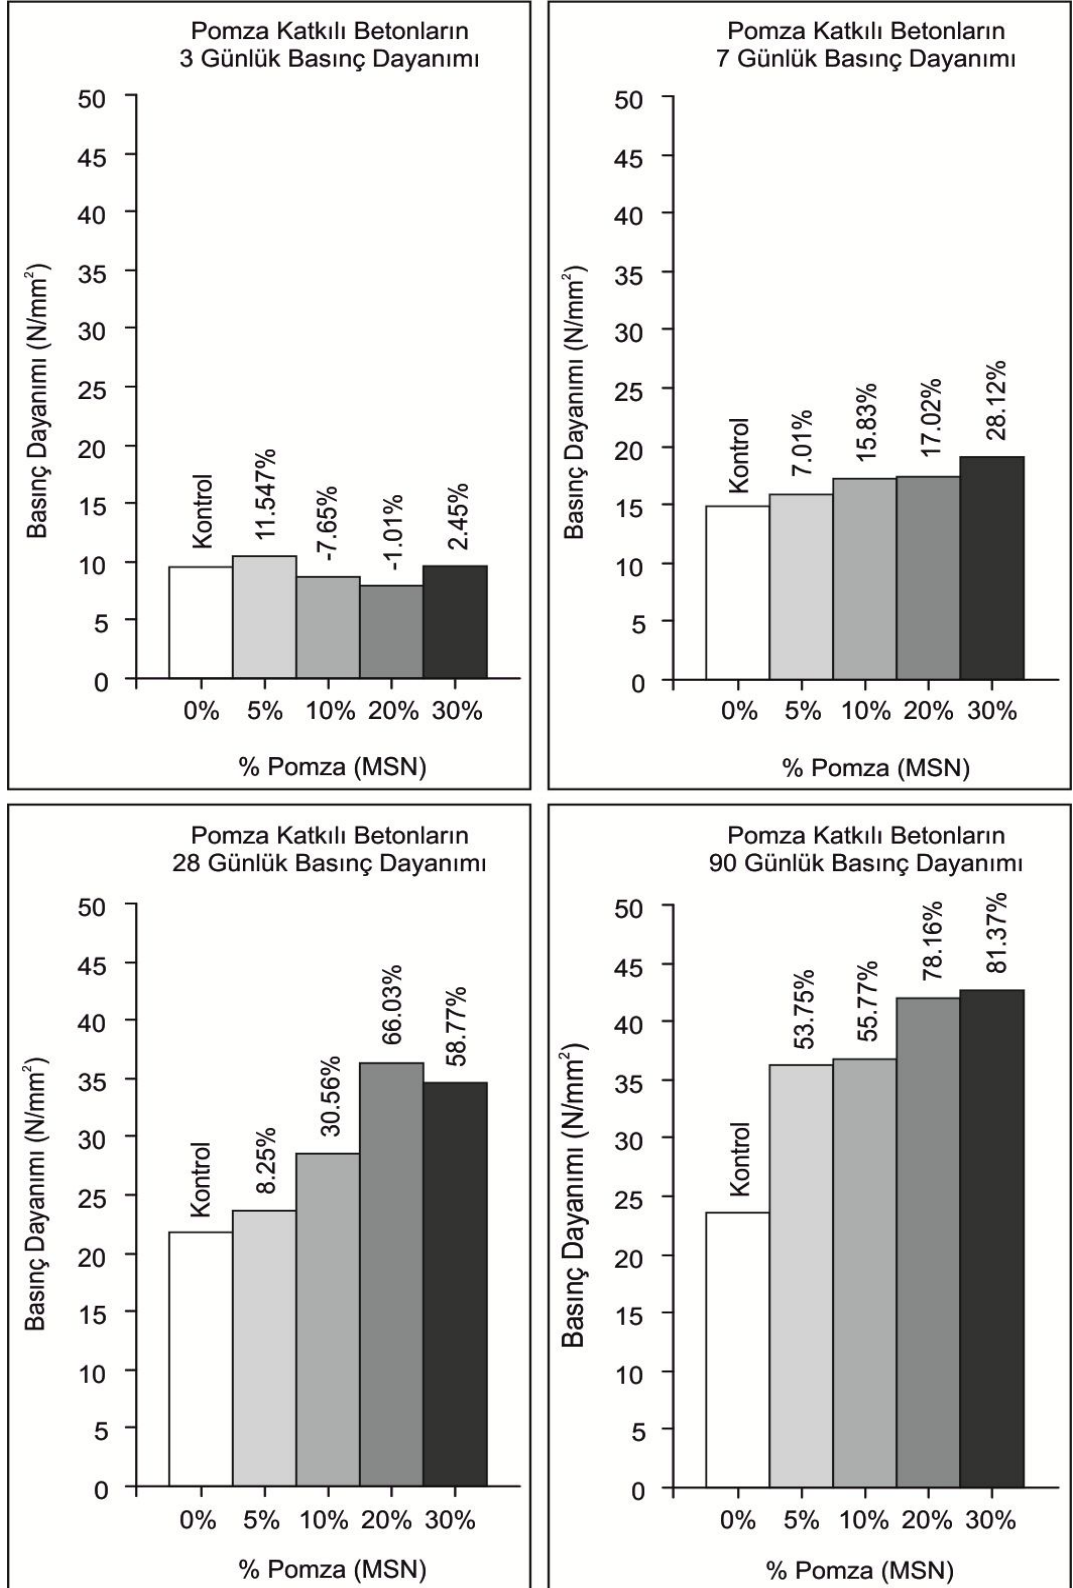 Pomza Katkılı Betonların
3 Günlük Basınç Dayanımı
Basınç Dayanımı (N/mm²)
50
45
40
35
30
25
20
15
10
5
0
Kontrol
11.547%
-7.65%
-1.01%
2.45%
0% 5% 10% 20% 30%
% Pomza (MSN)
Pomza Katkılı Betonların
7 Günlük Basınç Dayanımı
Basınç Dayanımı (N/mm²)
50
45
40
35
30
25
20
15
10
5
0
Kontrol
7.01%
15.83%
17.02%
28.12%
0% 5% 10% 20% 30%
% Pomza (MSN)
Pomza Katkılı Betonların
28 Günlük Basınç Dayanımı
Basınç Dayanımı (N/mm²)
50
45
40
35
30
25
20
15
10
5
0
Kontrol
8.25%
30.56%
66.03%
58.77%
0% 5% 10% 20% 30%
% Pomza (MSN)
Pomza Katkılı Betonların
90 Günlük Basınç Dayanımı
Basınç Dayanımı (N/mm²)
50
45
40
35
30
25
20
15
10
5
0
Kontrol
53.75%
55.77%
78.16%
81.37%
0% 5% 10% 20% 30%
% Pomza (MSN)